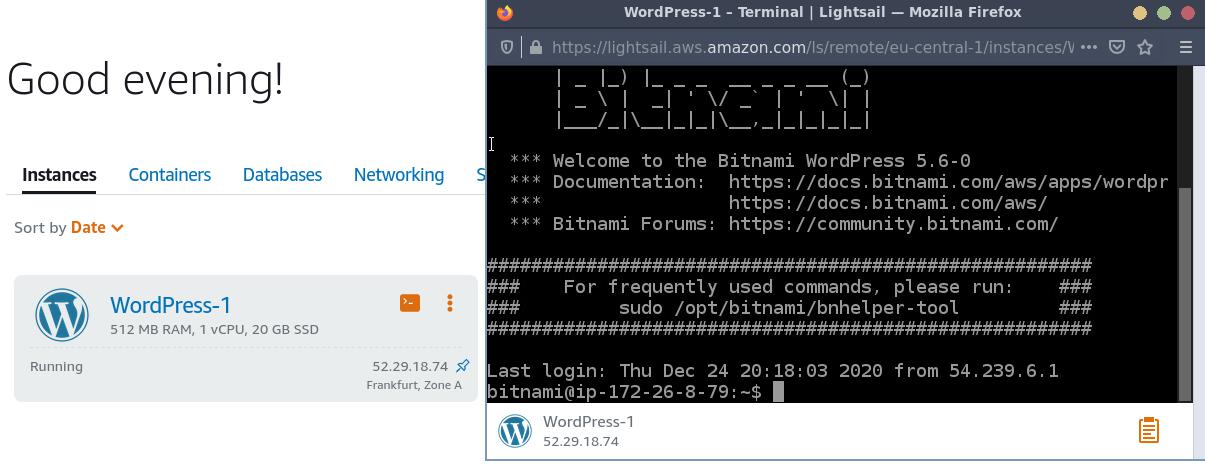 Good evening!
Instances Containers Databases Networking S
Sort by Date
WordPress-1
512 MB RAM, 1 vCPU, 20 GB SSD
Running 52.29.18.74
Frankfurt, Zone A
WordPress-1 – Terminal | Lightsail — Mozilla Firefox
https://lightsail.aws.amazon.com/ls/remote/eu-central-1/instances/W
Bitnami
*** Welcome to the Bitnami WordPress 5.6-0
*** Documentation:  https://docs.bitnami.com/aws/apps/wordpr
***                 https://docs.bitnami.com/aws/
*** Bitnami Forums: https://community.bitnami.com/
#######################################################
###    For frequently used commands, please run:    ###
###         sudo /opt/bitnami/bnhelper-tool         ###
#######################################################
Last login: Thu Dec 24 20:18:03 2020 from 54.239.6.1
bitnami@ip-172-26-8-79:~$
WordPress-1
52.29.18.74